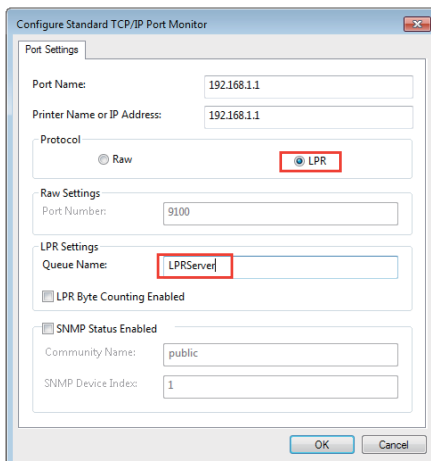 Configure Standard TCP/IP Port Monitor
Port Settings
Port Name: 192.168.1.1
Printer Name or IP Address: 192.168.1.1
Protocol
Raw LPR
Raw Settings
Port Number: 9100
LPR Settings
Queue Name: LPRServer
LPR Byte Counting Enabled
SNMP Status Enabled
Community Name: public
SNMP Device Index: 1
OK Cancel